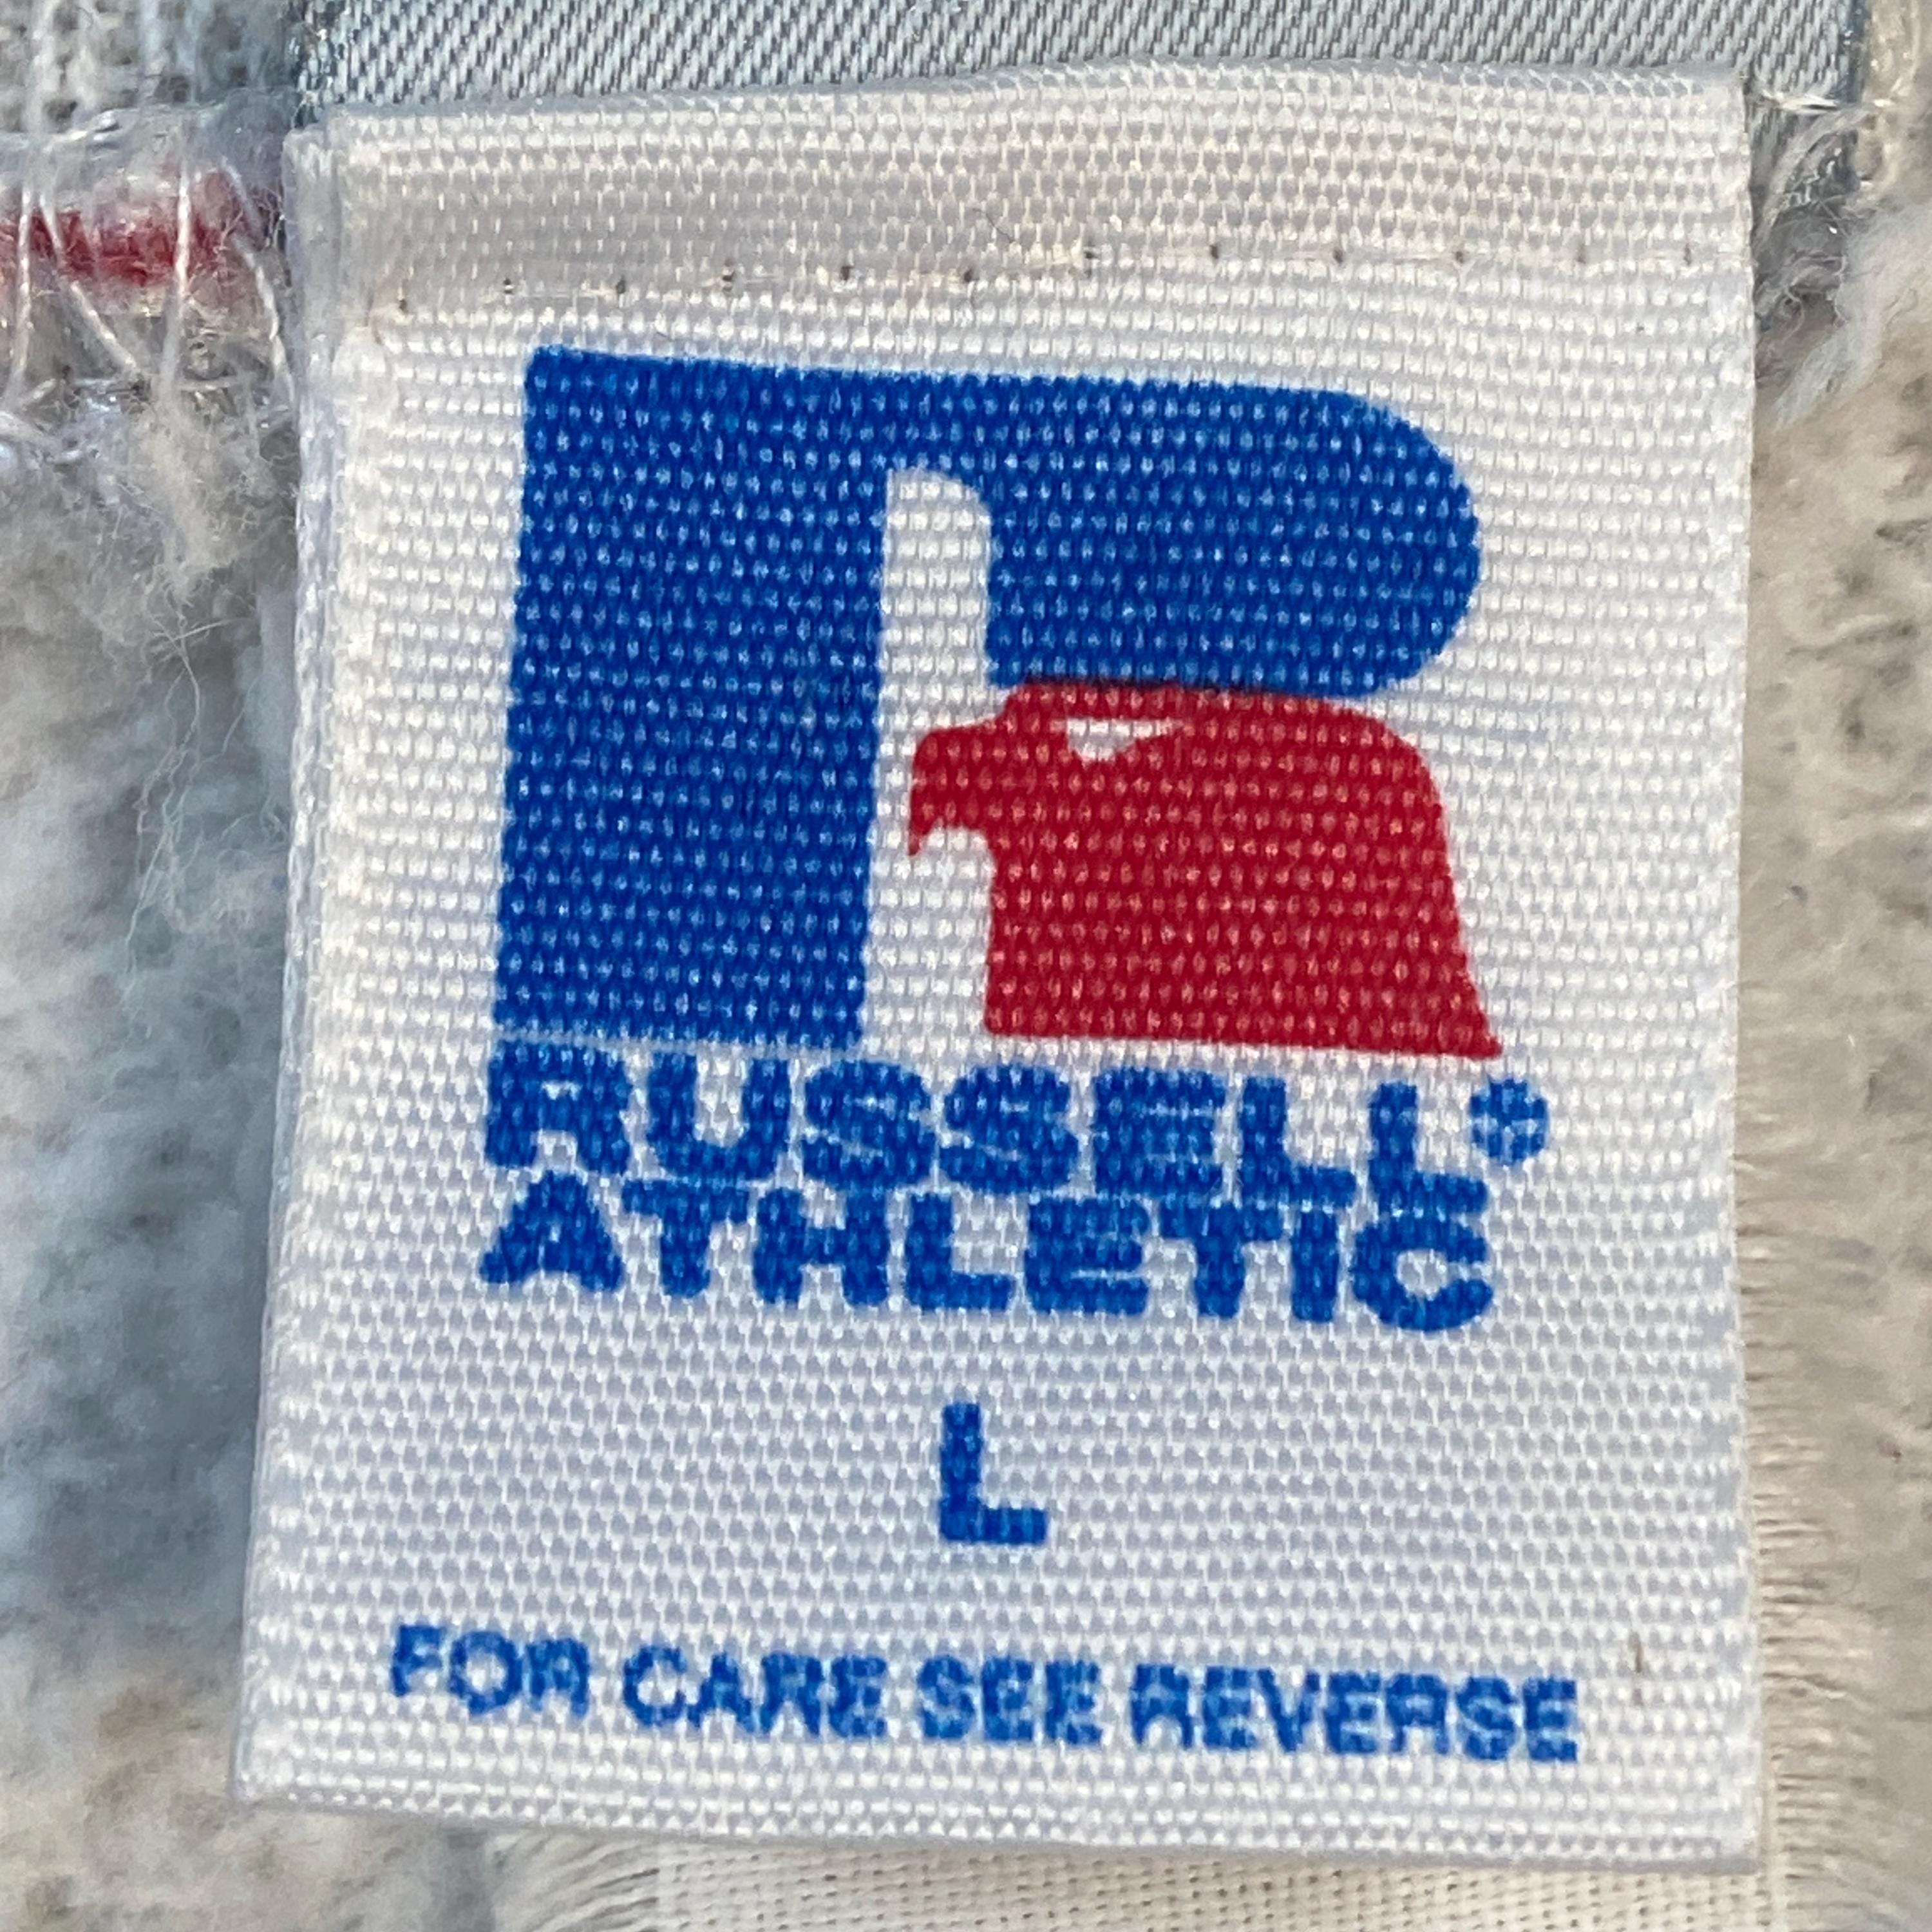 RUSSELL®
ATHLETIC
L
FOR CARE SEE REVERSE